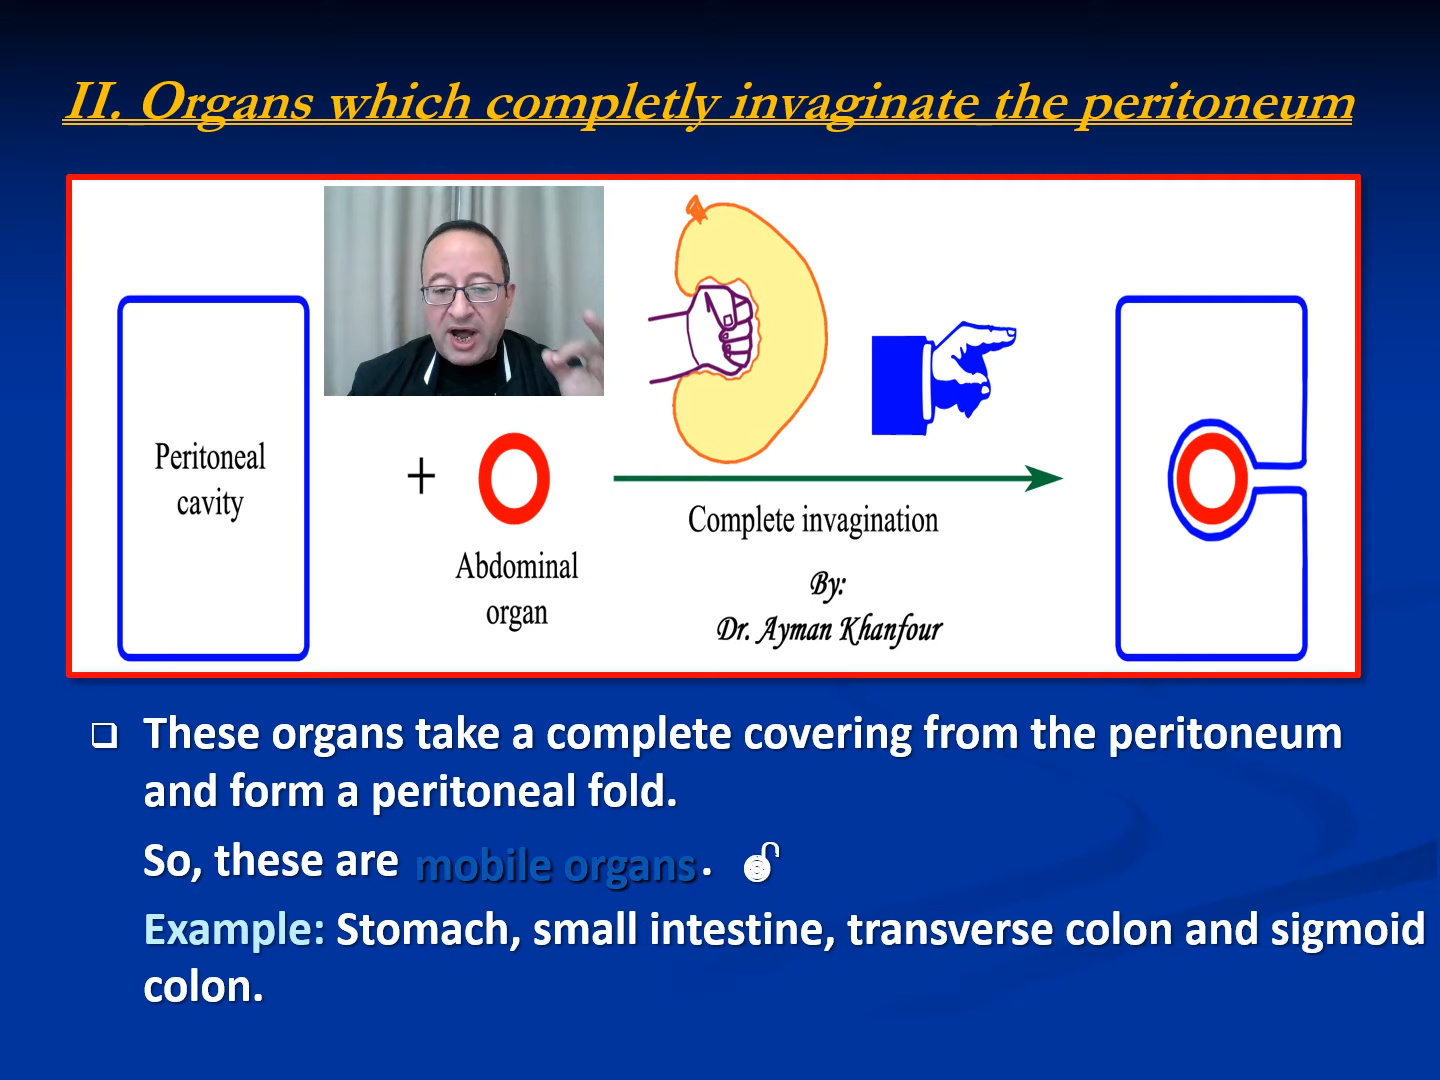 II. Organs which completly invaginate the peritoneum
Peritoneal
cavity
+
Abdominal
organ
Complete invagination
By:
Dr. Ayman Khanfour
These organs take a complete covering from the peritoneum
and form a peritoneal fold.
So, these are mobile organs.
Example: Stomach, small intestine, transverse colon and sigmoid
colon.